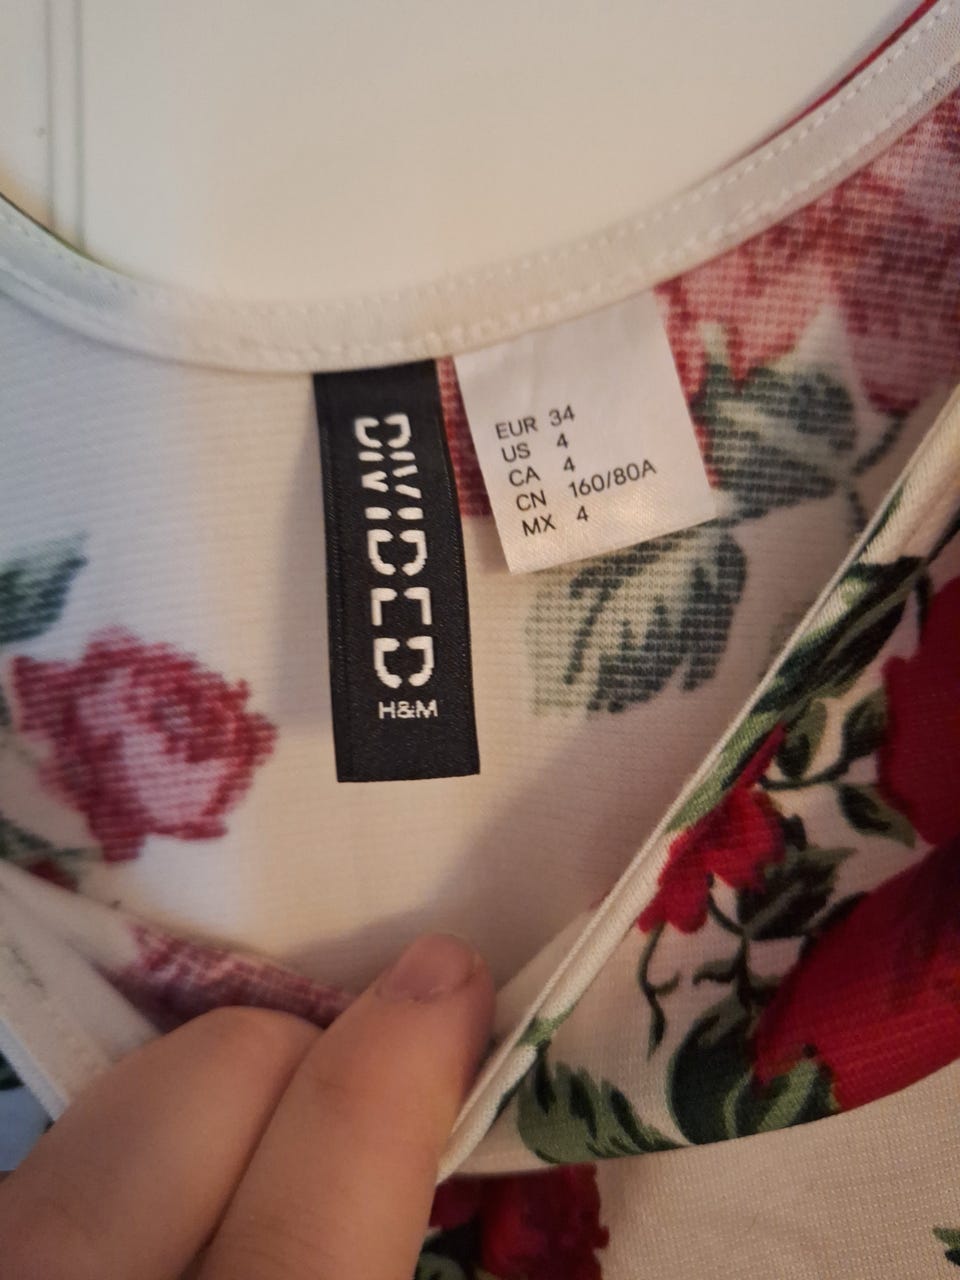 DIVIDED
H&M
EUR 34
US 4
CA 4
CN 160/80A
MX 4